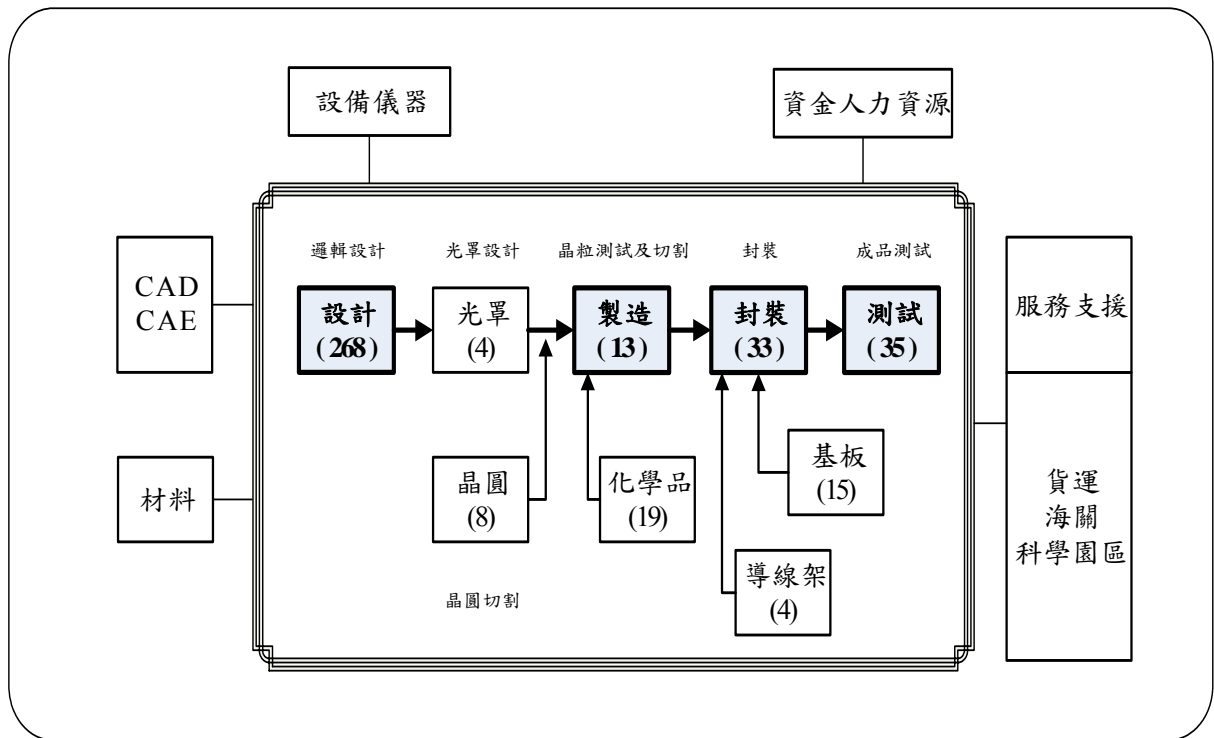 設備儀器
資金人力資源
CAD
CAE
材料
邏輯設計
光罩設計
晶粒測試及切割
封裝
成品測試
設計
(268)
光罩
(4)
製造
(13)
封裝
(33)
測試
(35)
晶圓
(8)
化學品
(19)
基板
(15)
導線架
(4)
晶圓切割
服務支援
貨運
海關
科學園區